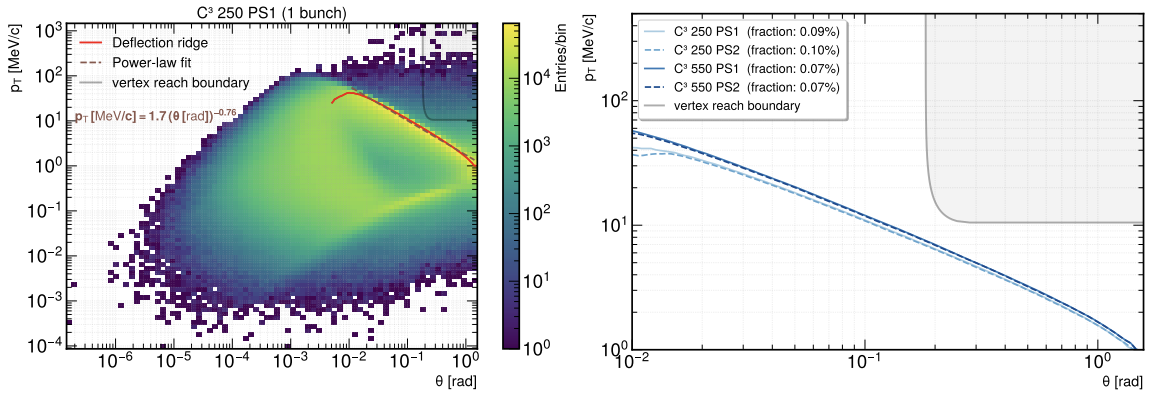 C³ 250 PS1 (1 bunch)
p_T [MeV/c]
10³
10²
10¹
10⁰
10⁻¹
10⁻²
10⁻³
10⁻⁴
Deflection ridge
Power-law fit
vertex reach boundary
p_T [MeV/c] = 1.7 (θ [rad])^−0.76
10⁻⁶
10⁻⁵
10⁻⁴
10⁻³
10⁻²
10⁻¹
10⁰
θ [rad]
Entries/bin
10⁴
10³
10²
10¹
10⁰
p_T [MeV/c]
10²
10¹
10⁰
C³ 250 PS1 (fraction: 0.09%)
C³ 250 PS2 (fraction: 0.10%)
C³ 550 PS1 (fraction: 0.07%)
C³ 550 PS2 (fraction: 0.07%)
vertex reach boundary
10⁻²
10⁻¹
10⁰
θ [rad]